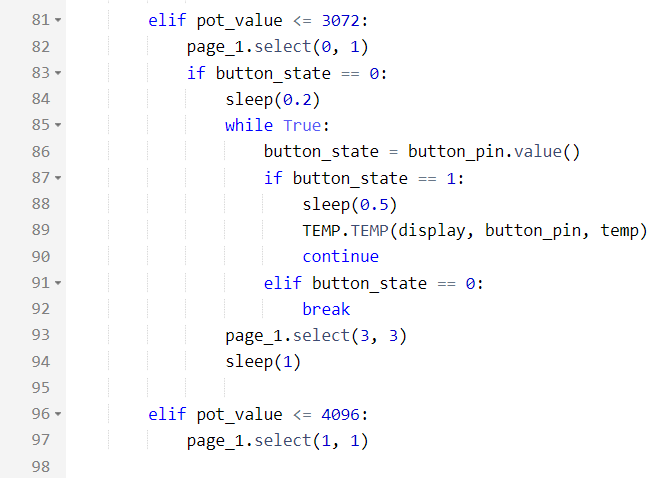 81 elif pot_value <= 3072:
82 page_1.select(0, 1)
83 if button_state == 0:
84 sleep(0.2)
85 while True:
86 button_state = button_pin.value()
87 if button_state == 1:
88 sleep(0.5)
89 TEMP.TEMP(display, button_pin, temp)
90 continue
91 elif button_state == 0:
92 break
93 page_1.select(3, 3)
94 sleep(1)
95
96 elif pot_value <= 4096:
97 page_1.select(1, 1)
98